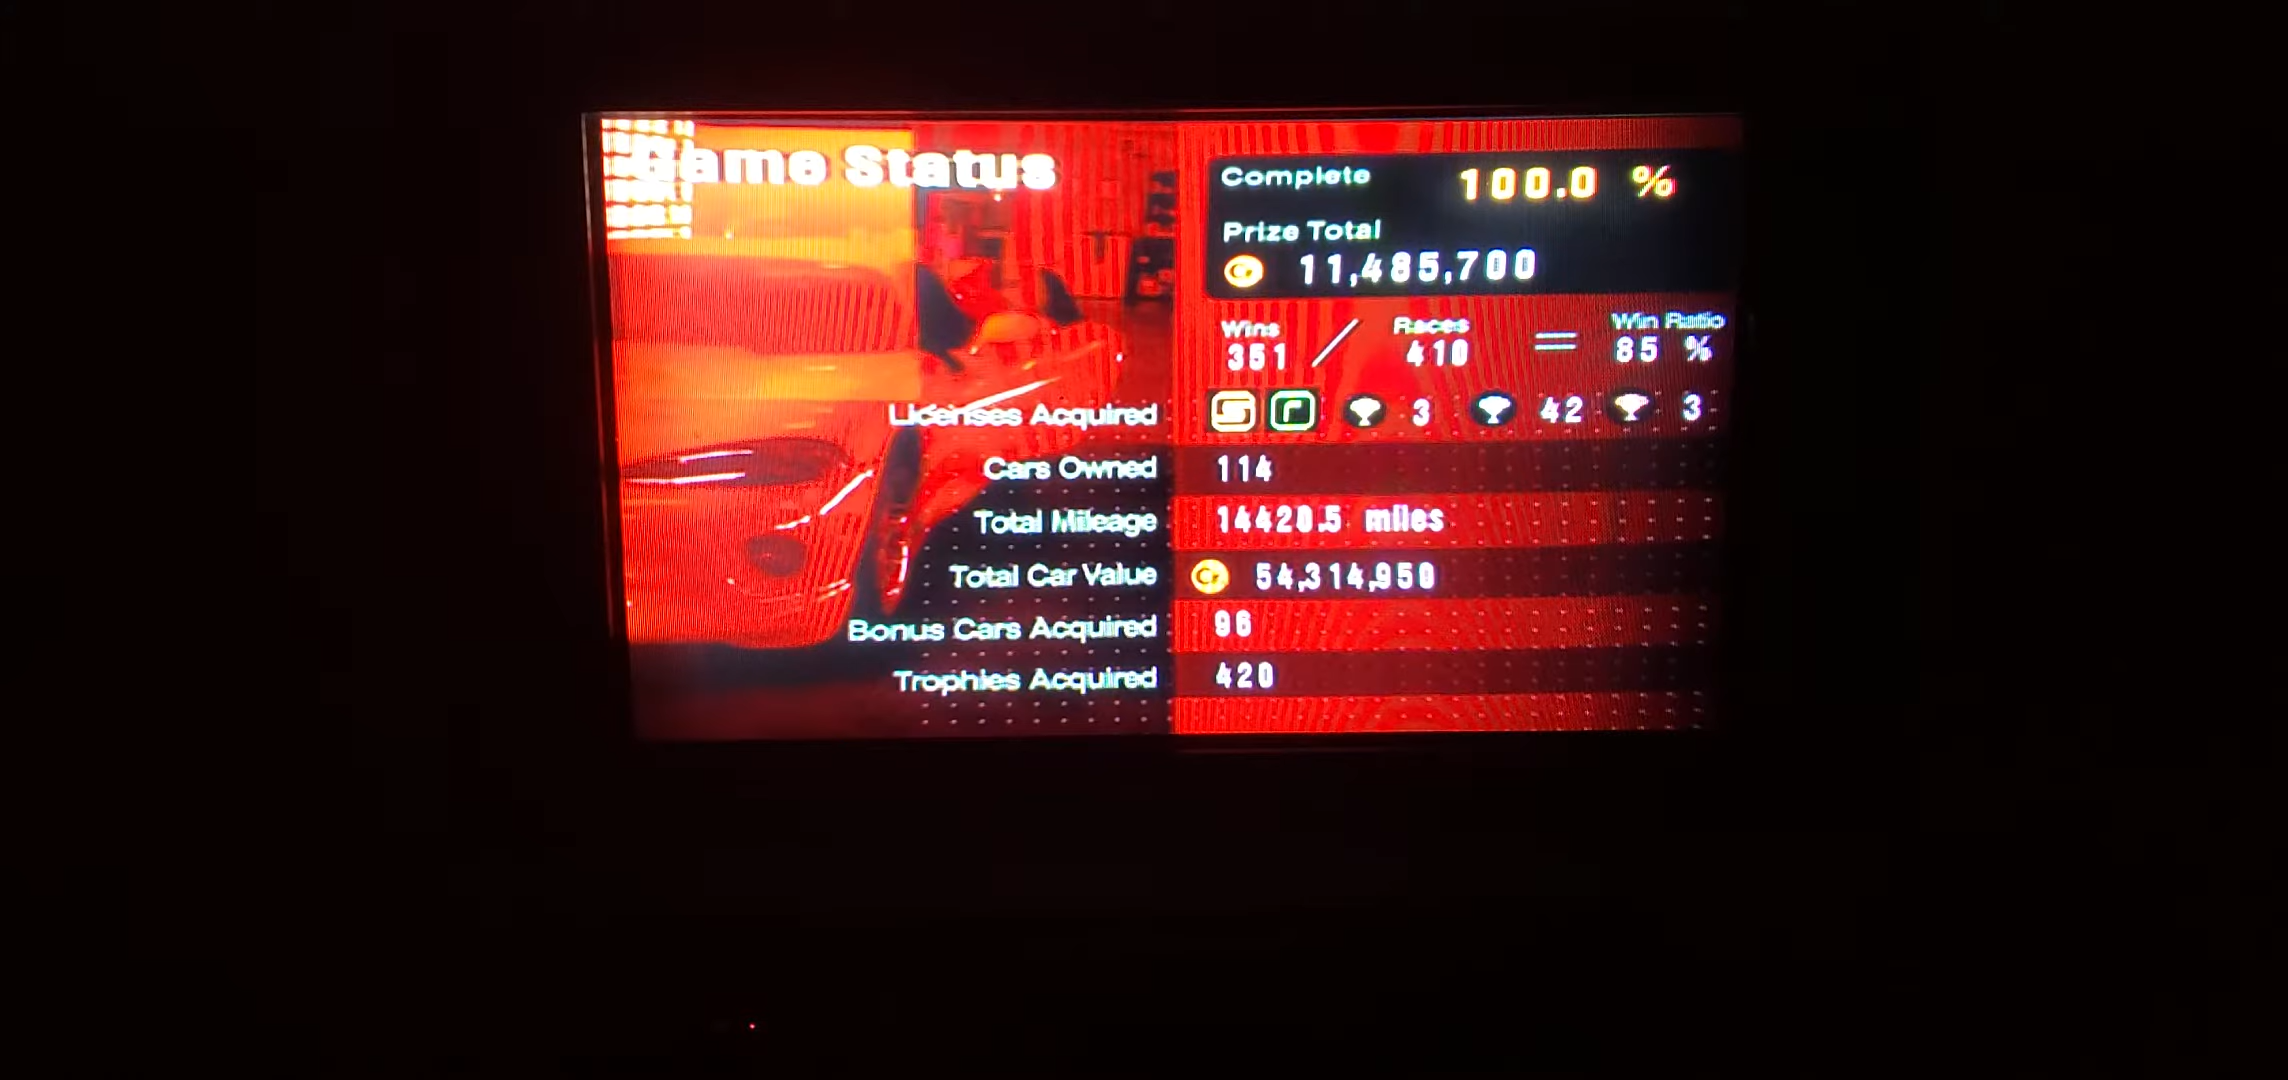 Game Status
Complete 100.0 %
Prize Total
Cr 11,485,700
Wins / Races = Win Ratio
351 410 85 %
Licenses Acquired S r 3 42 3
Cars Owned 114
Total Mileage 14420.5 miles
Total Car Value Cr 54,314,950
Bonus Cars Acquired 96
Trophies Acquired 420